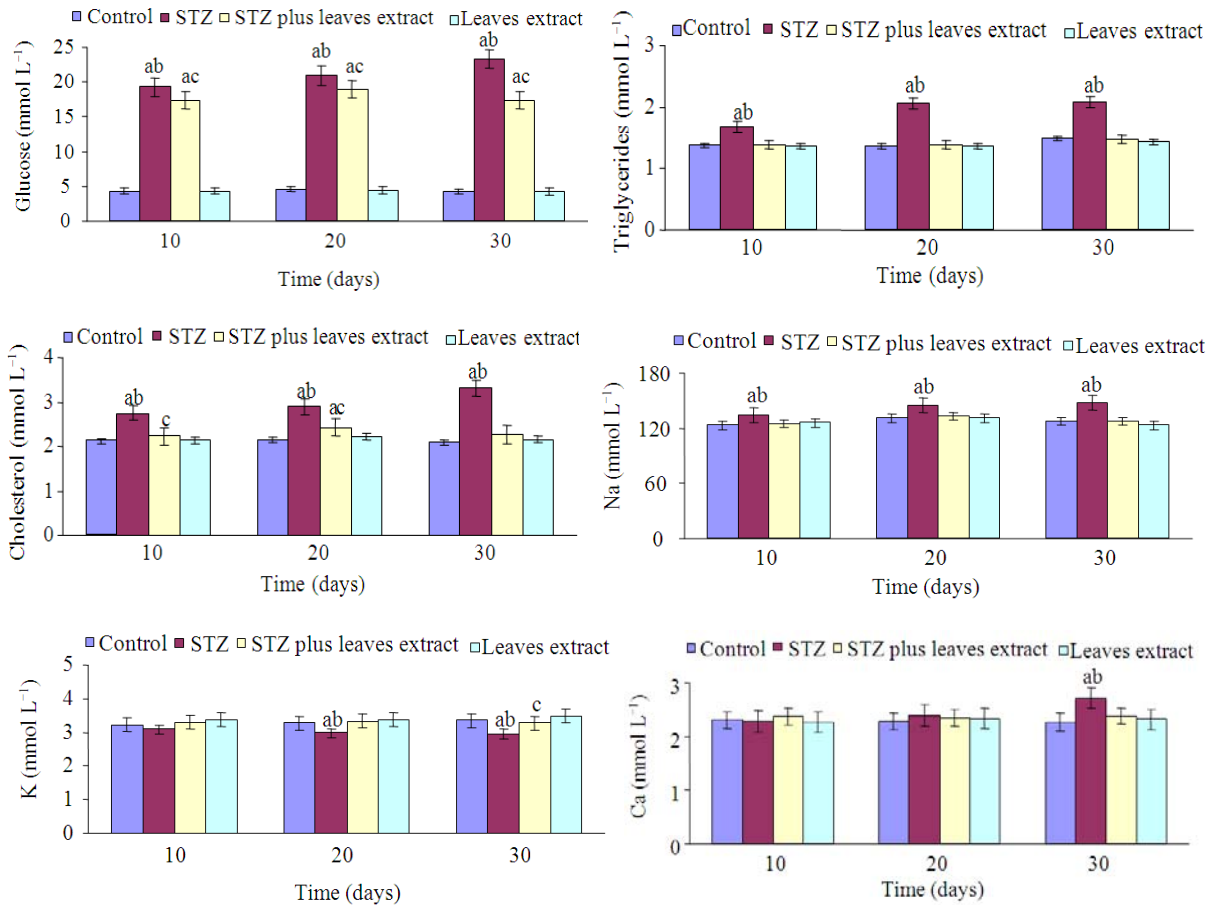 Control STZ STZ plus leaves extract Leaves extract
Glucose (mmol L⁻¹)
25
20
15
10
5
0
ab
ac
ab
ac
ab
ac
10 20 30
Time (days)
Control STZ STZ plus leaves extract Leaves extract
Triglycerides (mmol L⁻¹)
3
2
1
0
ab
ab
ab
10 20 30
Time (days)
Control STZ STZ plus leaves extract Leaves extract
Cholesterol (mmol L⁻¹)
4
3
2
1
0
ab
c
ab
ac
ab
10 20 30
Time (days)
Control STZ STZ plus leaves extract Leaves extract
Na (mmol L⁻¹)
180
120
60
0
ab
ab
ab
10 20 30
Time (days)
Control STZ STZ plus leaves extract Leaves extract
K (mmol L⁻¹)
5
4
3
2
1
0
ab
ab
c
10 20 30
Time (days)
Control STZ STZ plus leaves extract Leaves extract
Ca (mmol L⁻¹)
3
2
1
0
ab
10 20 30
Time (days)